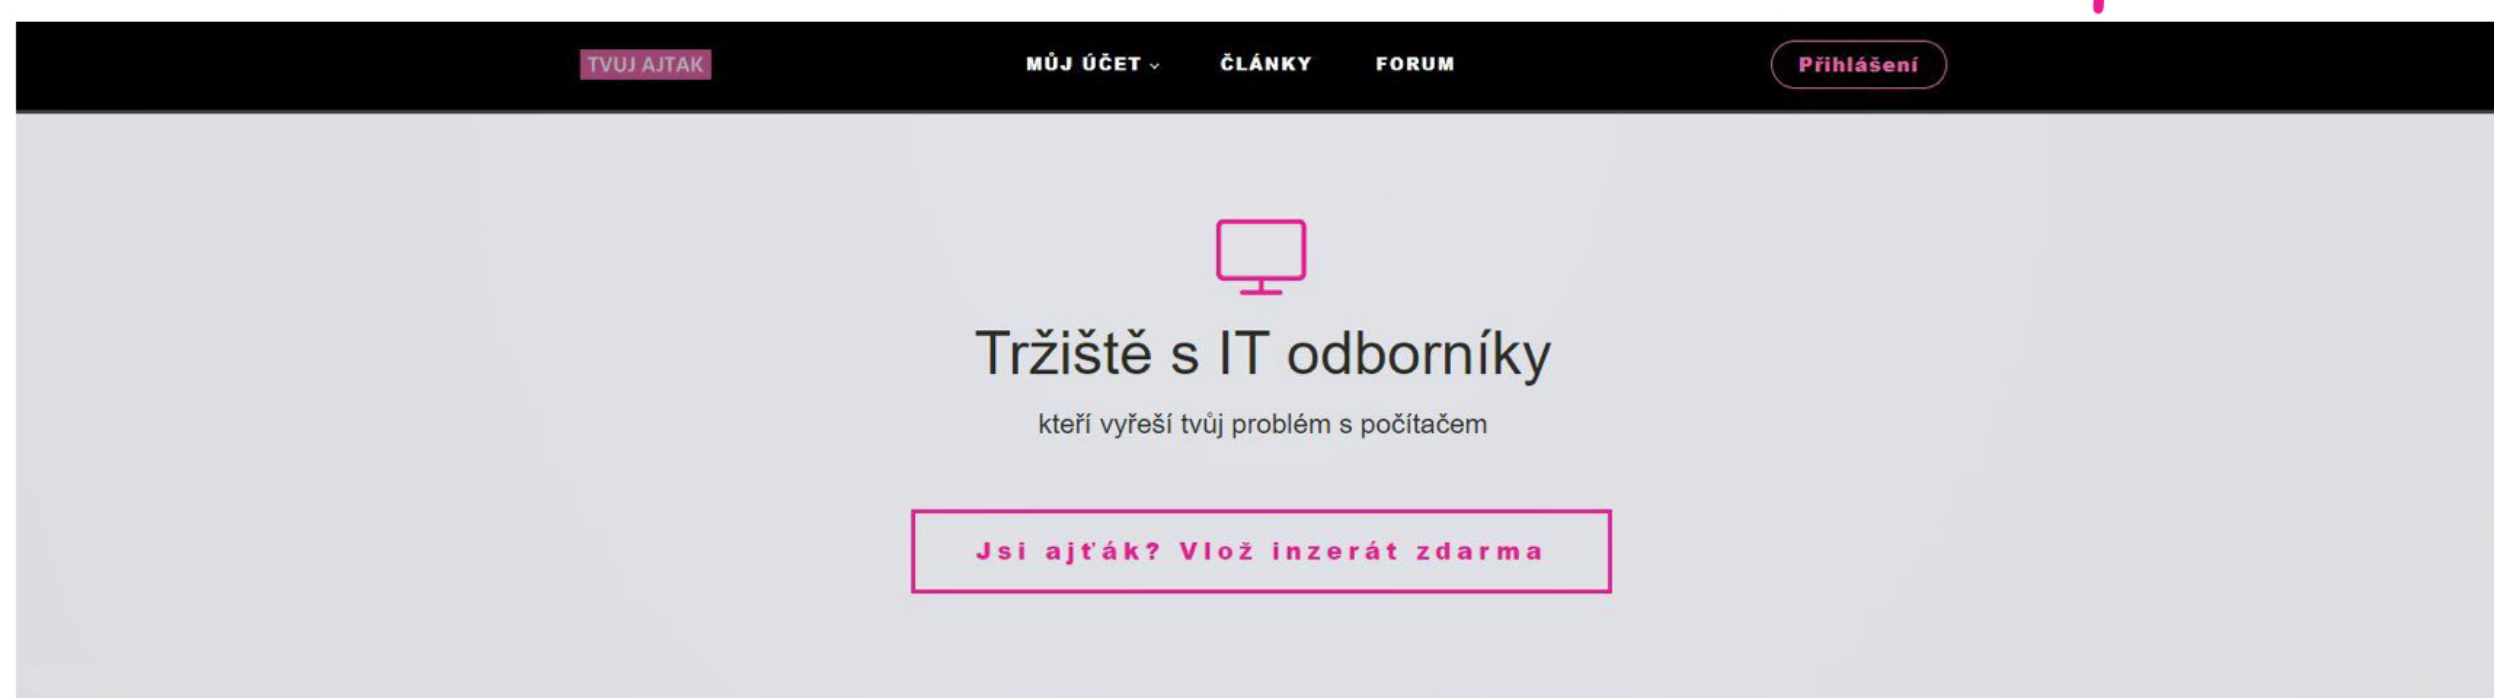 TVUJ AJTAK
MŮJ ÚČET ČLÁNKY FORUM
Přihlášení
Tržiště s IT odborníky
kteří vyřeší tvůj problém s počítačem
Jsi ajťák? Vlož inzerát zdarma